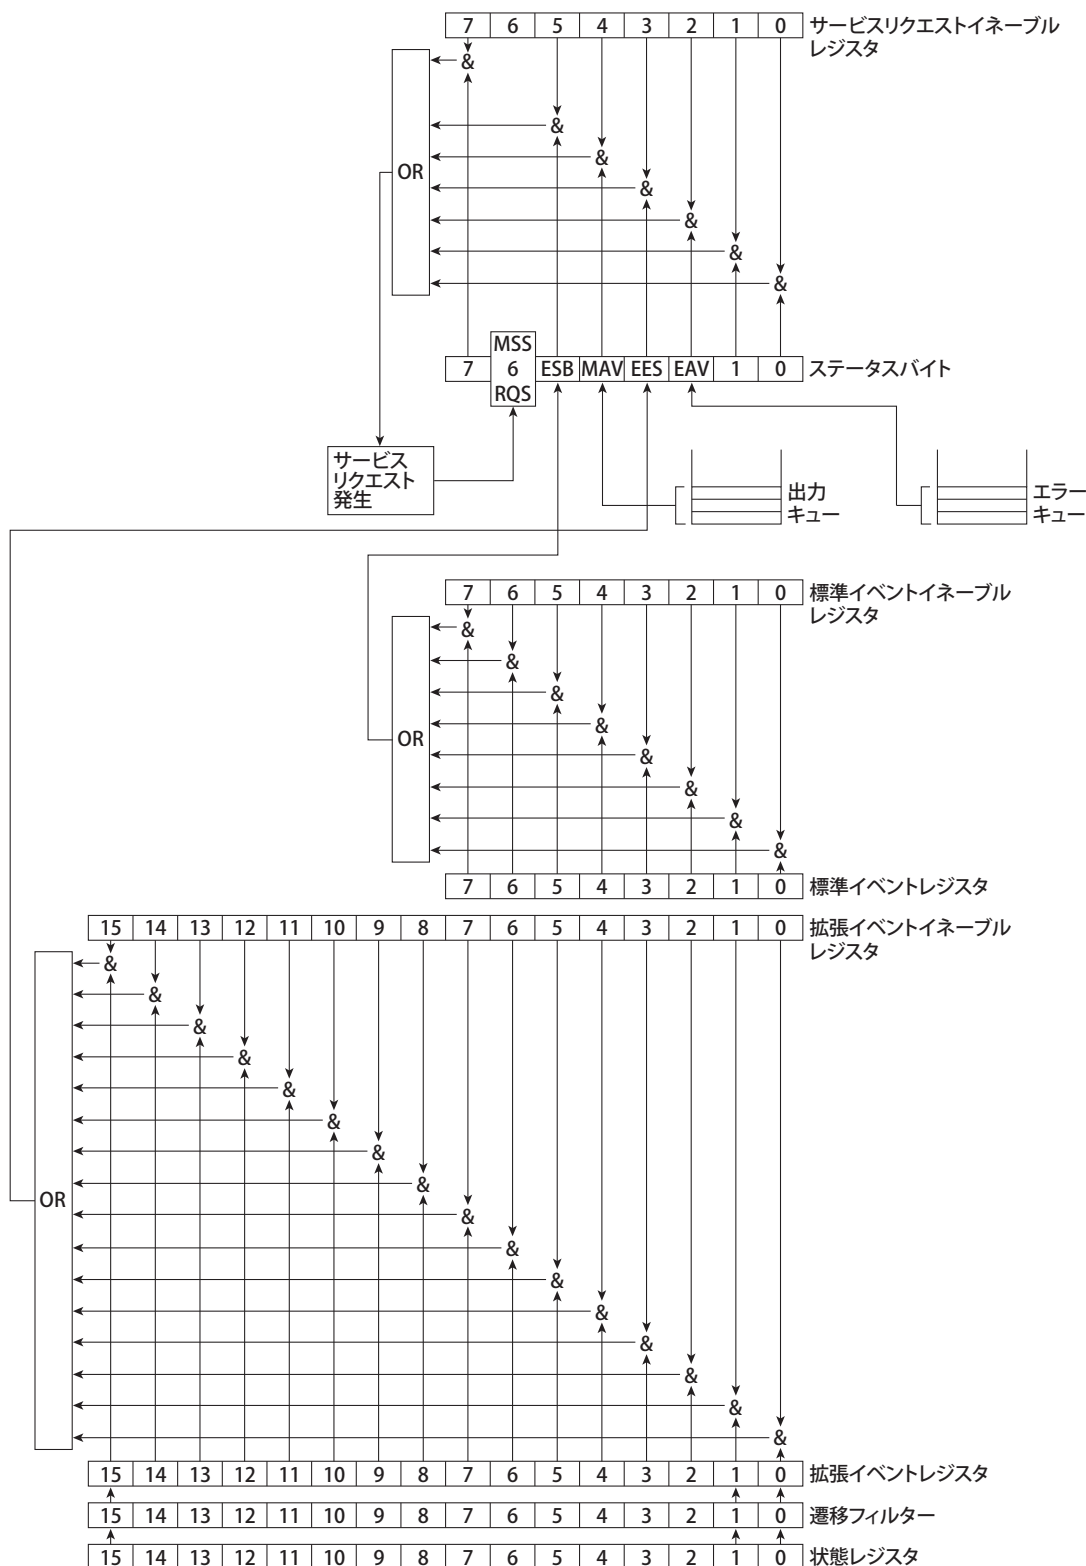 7 6 5 4 3 2 1 0 サービスリクエストイネーブル
レジスタ
&
&
&
OR
&
&
&
&
MSS
7 6 ESB MAV EES EAV 1 0 ステータスバイト
RQS
サービス
リクエスト
発生
出力
キュー
エラー
キュー
7 6 5 4 3 2 1 0 標準イベントイネーブル
レジスタ
&
&
&
&
OR
&
&
&
&
7 6 5 4 3 2 1 0 標準イベントレジスタ
15 14 13 12 11 10 9 8 7 6 5 4 3 2 1 0 拡張イベントイネーブル
レジスタ
&
&
&
&
&
&
&
&
OR
&
&
&
&
&
&
&
&
15 14 13 12 11 10 9 8 7 6 5 4 3 2 1 0 拡張イベントレジスタ
15 14 13 12 11 10 9 8 7 6 5 4 3 2 1 0 遷移フィルター
15 14 13 12 11 10 9 8 7 6 5 4 3 2 1 0 状態レジスタ